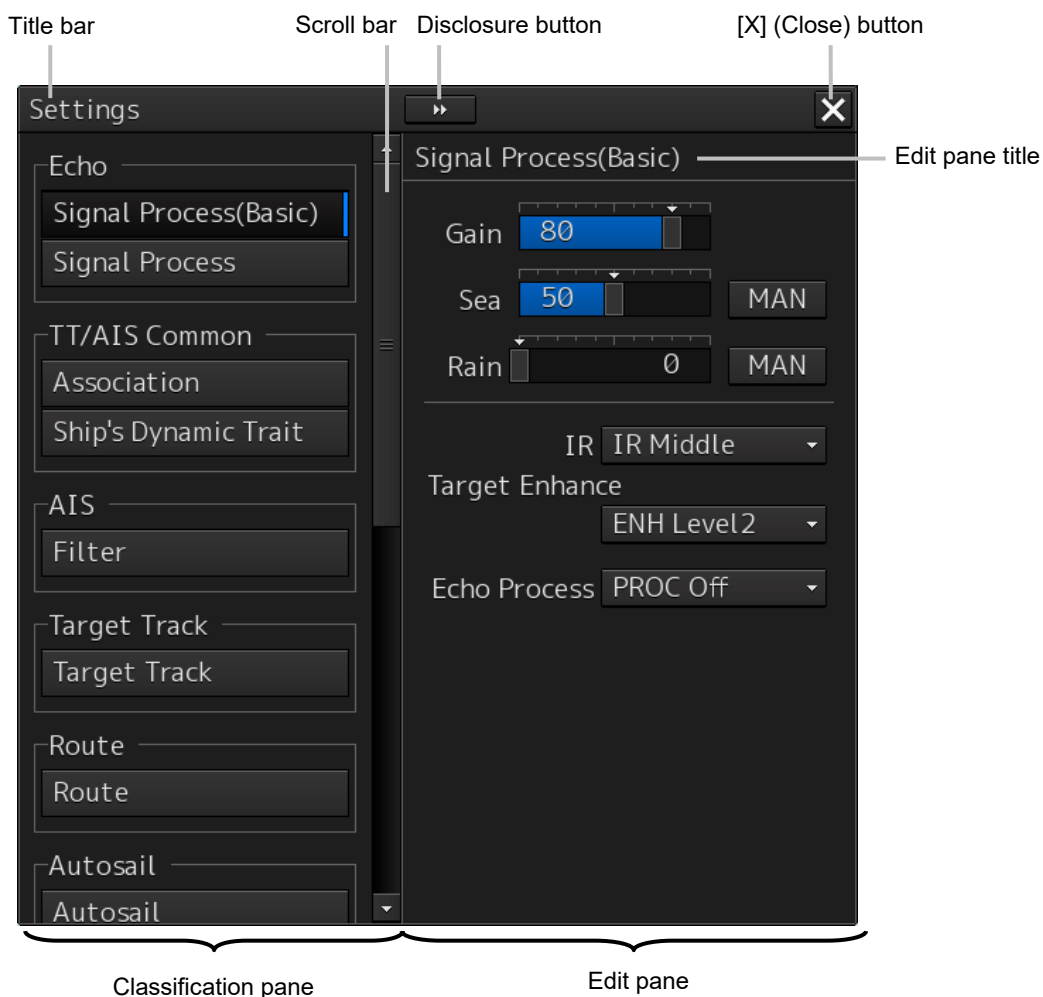 Title bar
Scroll bar
Disclosure button
[X] (Close) button
Settings
Edit pane title
Echo
Signal Process(Basic)
Signal Process
TT/AIS Common
Association
Ship's Dynamic Trait
AIS
Filter
Target Track
Target Track
Route
Route
Autosail
Autosail
Signal Process(Basic)
Gain 80
Sea 50 MAN
Rain 0 MAN
IR IR Middle
Target Enhance
ENH Level2
Echo Process PROC Off
Classification pane
Edit pane